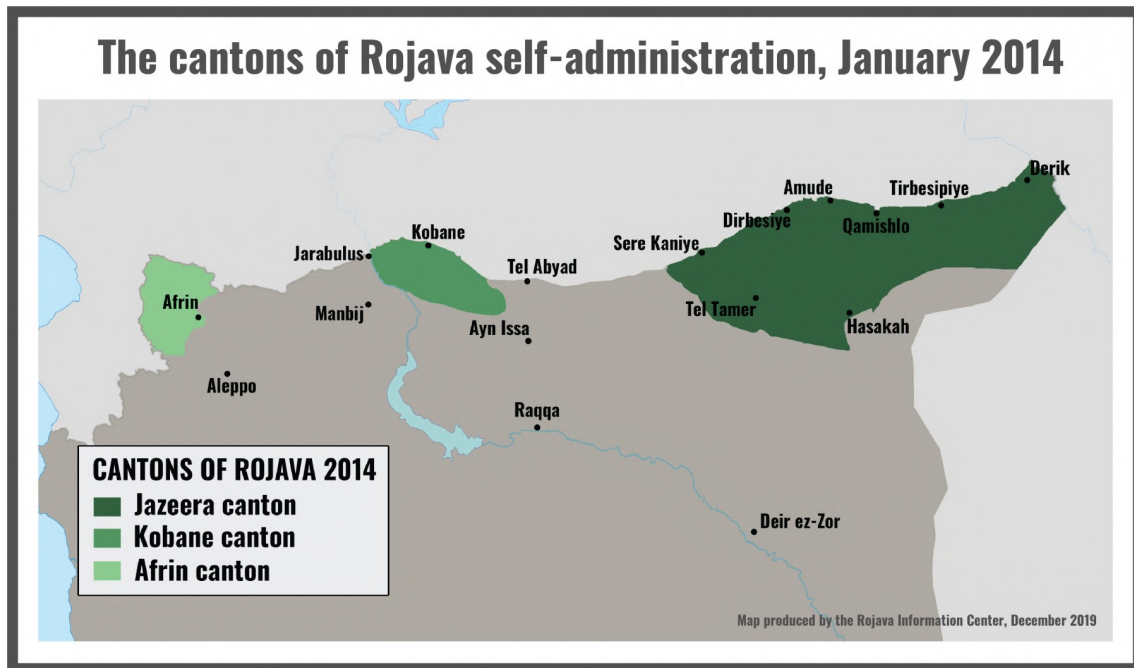 The cantons of Rojava self-administration, January 2014
Derik
Amude
Tirbesipiye
Dirbesiye
Qamishlo
Kobane
Sere Kaniye
Jarabulus
Tel Abyad
Afrin
Manbij
Tel Tamer
Hasakah
Ayn Issa
Aleppo
Raqqa
CANTONS OF ROJAVA 2014
Jazeera canton
Kobane canton
Afrin canton
Deir ez-Zor
Map produced by the Rojava Information Center, December 2019